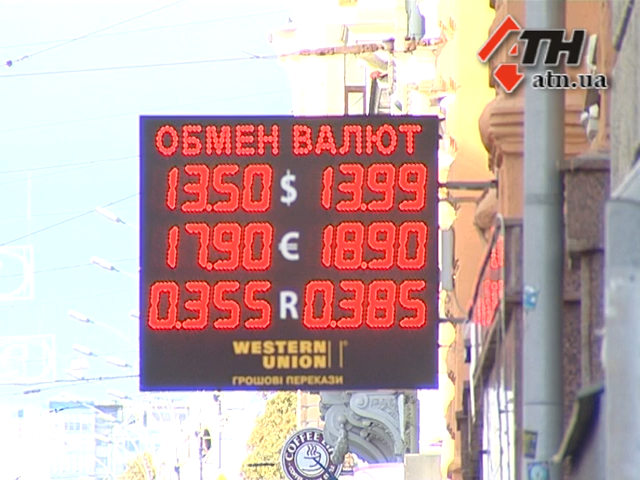 АТН
atn.ua
ОБМЕН ВАЛЮТ
13.50 $ 13.99
17.90 € 18.90
0.355 R 0.385
WESTERN
UNION
ГРОШОВІ ПЕРЕКАЗИ
COFFEE